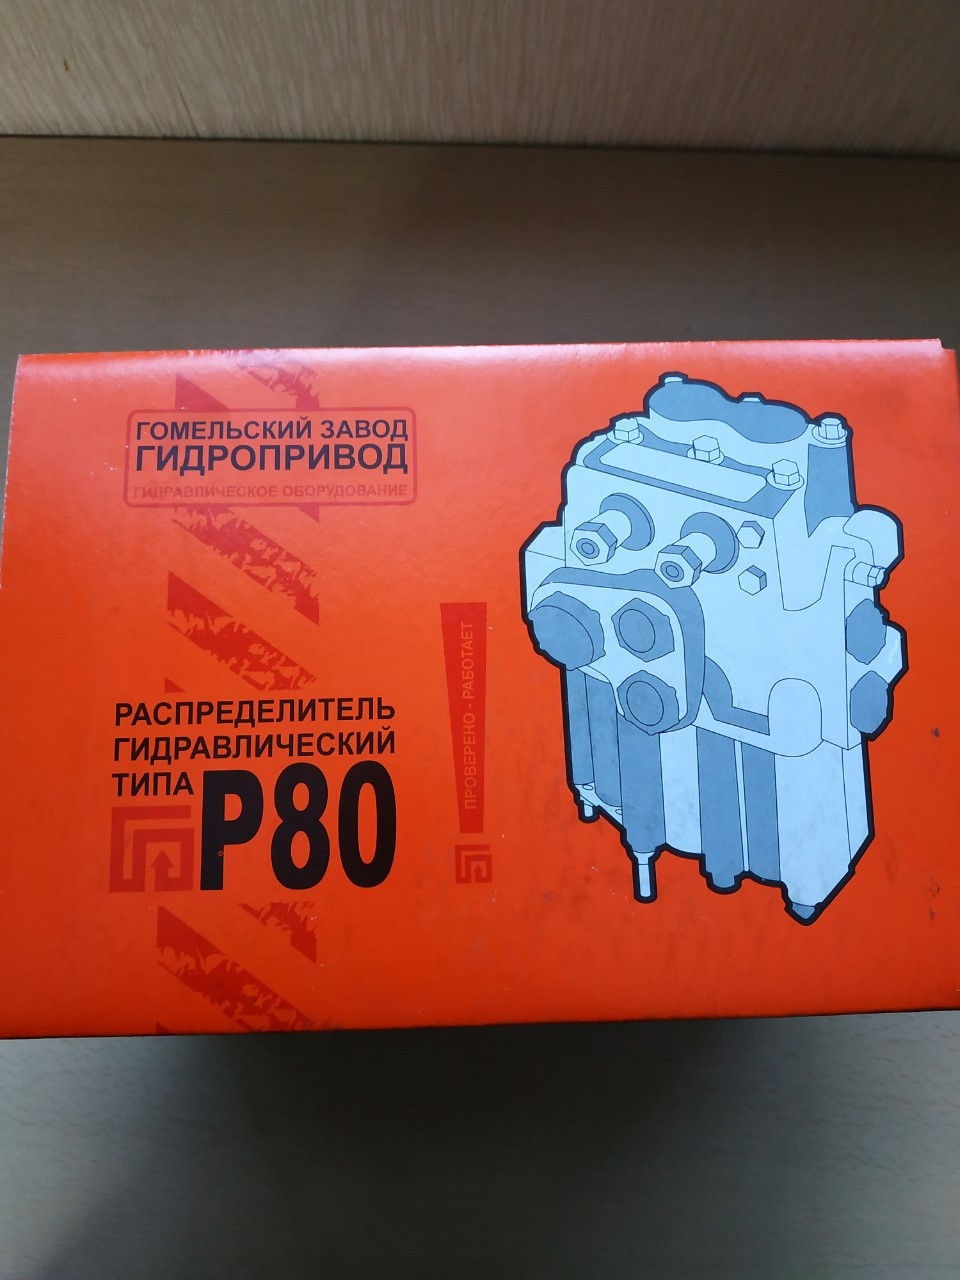 ГОМЕЛЬСКИЙ ЗАВОД
ГИДРОПРИВОД
ГИДРАВЛИЧЕСКОЕ ОБОРУДОВАНИЕ
РАСПРЕДЕЛИТЕЛЬ
ГИДРАВЛИЧЕСКИЙ
ТИПА Р80
ПРОВЕРЕНО - РАБОТАЕТ